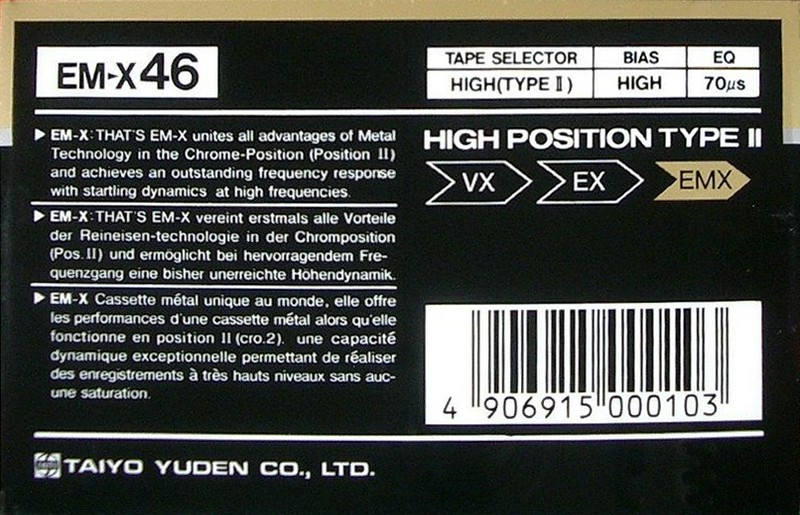 EM-X46
TAPE SELECTOR BIAS EQ
HIGH(TYPE II) HIGH 70μs
▶ EM-X: THAT'S EM-X unites all advantages of Metal
Technology in the Chrome-Position (Position II)
and achieves an outstanding frequency response
with startling dynamics at high frequencies.
▶ EM-X: THAT'S EM-X vereint erstmals alle Vorteile
der Reineisen-technologie in der Chromposition
(Pos. II) und ermöglicht bei hervorragendem Fre-
quenzgang eine bisher unerreichte Höhendynamik.
▶ EM-X Cassette métal unique au monde, elle offre
les performances d'une cassette métal alors qu'elle
fonctionne en position II (cro.2). une capacité
dynamique exceptionnelle permettant de réaliser
des enregistrements à très hauts niveaux sans auc-
une saturation.
HIGH POSITION TYPE II
VX EX EMX
4 906915 000103
TAIYO YUDEN CO., LTD.